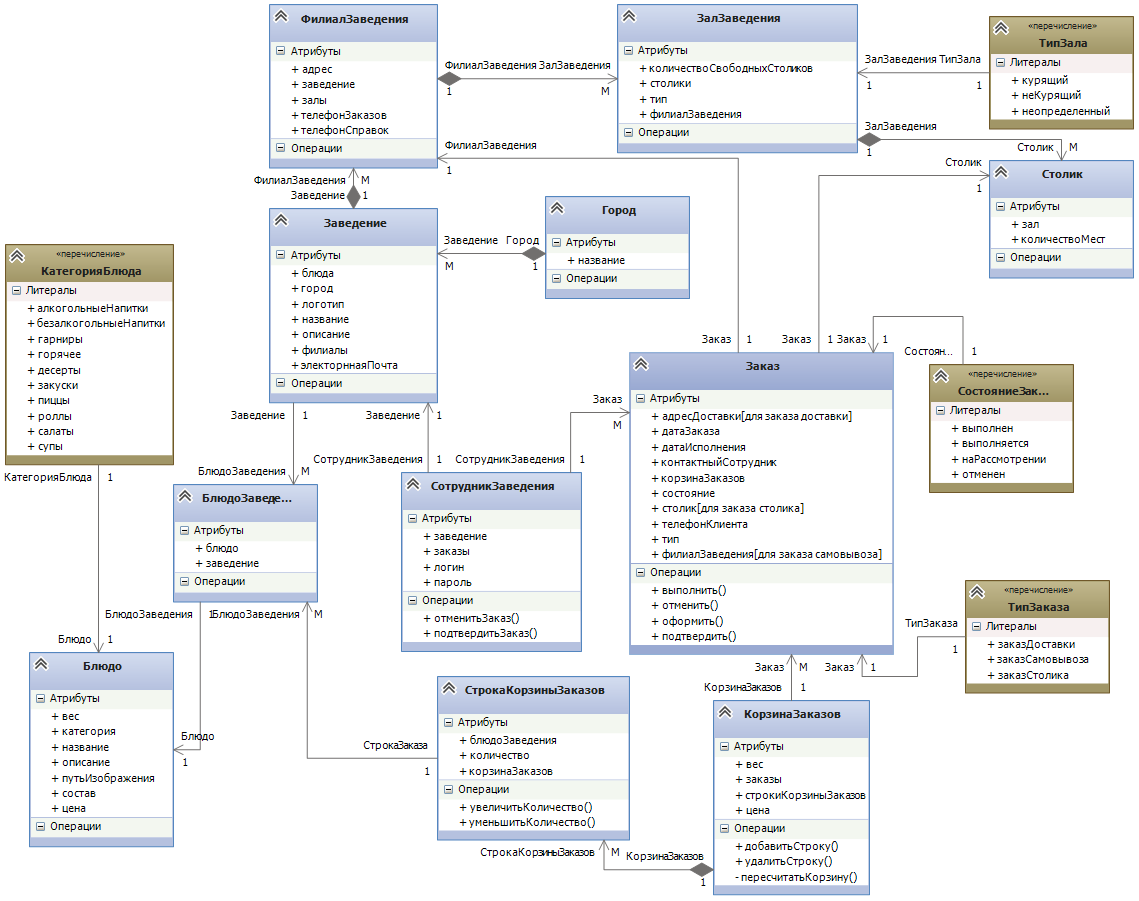 ФилиалЗаведения
Атрибуты
+ адрес
+ заведение
+ залы
+ телефонЗаказов
+ телефонСправок
Операции
ФилиалЗаведения
ЗалЗаведения
1
M
ЗалЗаведения
Атрибуты
+ количествоСвободныхСтоликов
+ столики
+ тип
+ филиалЗаведения
Операции
ЗалЗаведения
ТипЗала
1
1
«перечисление»
ТипЗала
Литералы
+ курящий
+ неКурящий
+ неопределенный
ЗалЗаведения
1
Столик
M
ФилиалЗаведения
1
Столик
1
Столик
Атрибуты
+ зал
+ количествоМест
Операции
ФилиалЗаведения
M
Заведение
1
Заведение
Атрибуты
+ блюда
+ город
+ логотип
+ название
+ описание
+ филиалы
+ электорннаяПочта
Операции
Заведение
Город
M
1
Город
Атрибуты
+ название
Операции
«перечисление»
КатегорияБлюда
Литералы
+ алкогольныеНапитки
+ безалкогольныеНапитки
+ гарниры
+ горячее
+ десерты
+ закуски
+ пиццы
+ роллы
+ салаты
+ супы
КатегорияБлюда
1
Блюдо
1
Заказ
1
Заказ
1
Заказ
1
Состоян...
1
«перечисление»
СостояниеЗак...
Литералы
+ выполнен
+ выполняется
+ наРассмотрении
+ отменен
Заказ
Атрибуты
+ адресДоставки[для заказа доставки]
+ датаЗаказа
+ датаИсполнения
+ контактныйСотрудник
+ корзинаЗаказов
+ состояние
+ столик[для заказа столика]
+ телефонКлиента
+ тип
+ филиалЗаведения[для заказа самовывоза]
Операции
+ выполнить()
+ отменить()
+ оформить()
+ подтвердить()
Заведение
1
БлюдоЗаведения
M
Заведение
1
СотрудникЗаведения
1
Заказ
M
СотрудникЗаведения
1
БлюдоЗаведе...
Атрибуты
+ блюдо
+ заведение
Операции
СотрудникЗаведения
Атрибуты
+ заведение
+ заказы
+ логин
+ пароль
Операции
+ отменитьЗаказ()
+ подтвердитьЗаказ()
БлюдоЗаведения
1
БлюдоЗаведения
M
Блюдо
1
Блюдо
Атрибуты
+ вес
+ категория
+ название
+ описание
+ путьИзображения
+ состав
+ цена
Операции
СтрокаЗаказа
1
СтрокаКорзиныЗаказов
Атрибуты
+ блюдоЗаведения
+ количество
+ корзинаЗаказов
Операции
+ увеличитьКоличество()
+ уменьшитьКоличество()
СтрокаКорзиныЗаказов
M
КорзинаЗаказов
1
Заказ
M
КорзинаЗаказов
1
Заказ
1
ТипЗаказа
1
«перечисление»
ТипЗаказа
Литералы
+ заказДоставки
+ заказСамовывоза
+ заказСтолика
КорзинаЗаказов
Атрибуты
+ вес
+ заказы
+ строкиКорзиныЗаказов
+ цена
Операции
+ добавитьСтроку()
+ удалитьСтроку()
- пересчитатьКорзину()